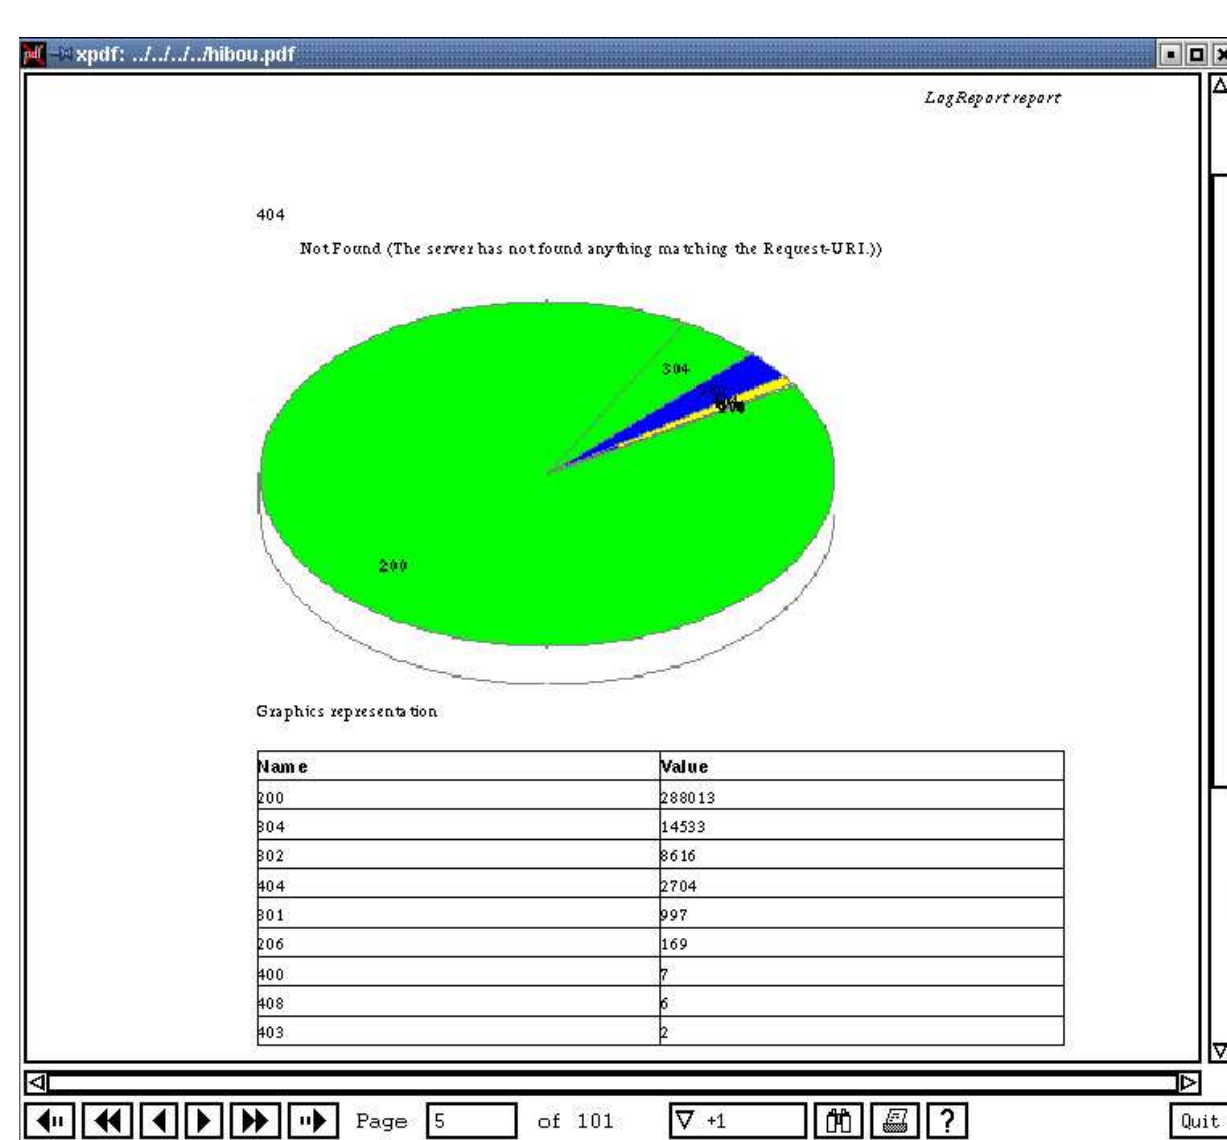 xpdf: ../../../../hibou.pdf
LogReport report
404
Not Found (The server has not found anything matching the Request-URI.))
304
200
Graphics representation
Name Value
200 288013
304 14533
302 8616
404 2704
301 997
206 169
400 7
408 6
403 2
Page 5 of 101 +1 ? Quit